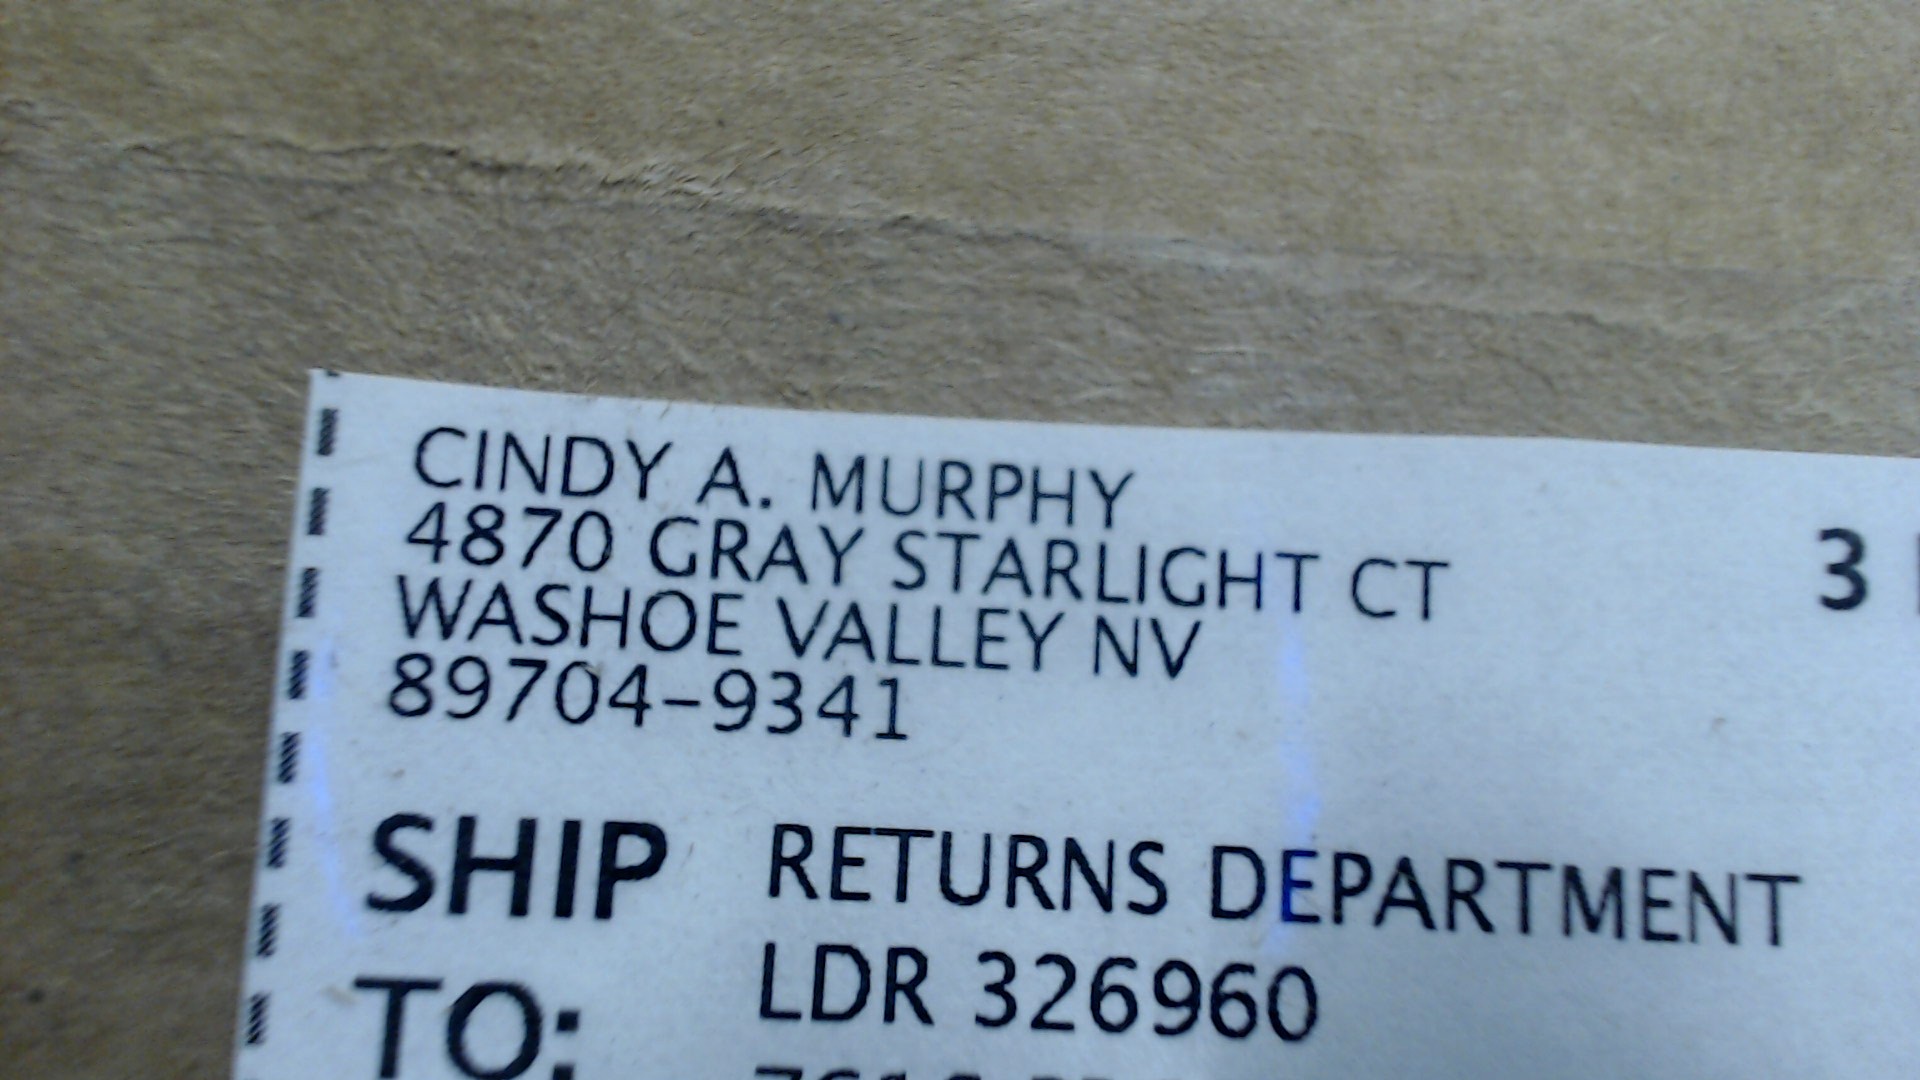 CINDY A. MURPHY
4870 GRAY STARLIGHT CT
WASHOE VALLEY NV
89704-9341
3
SHIP TO:
RETURNS DEPARTMENT
LDR 326960